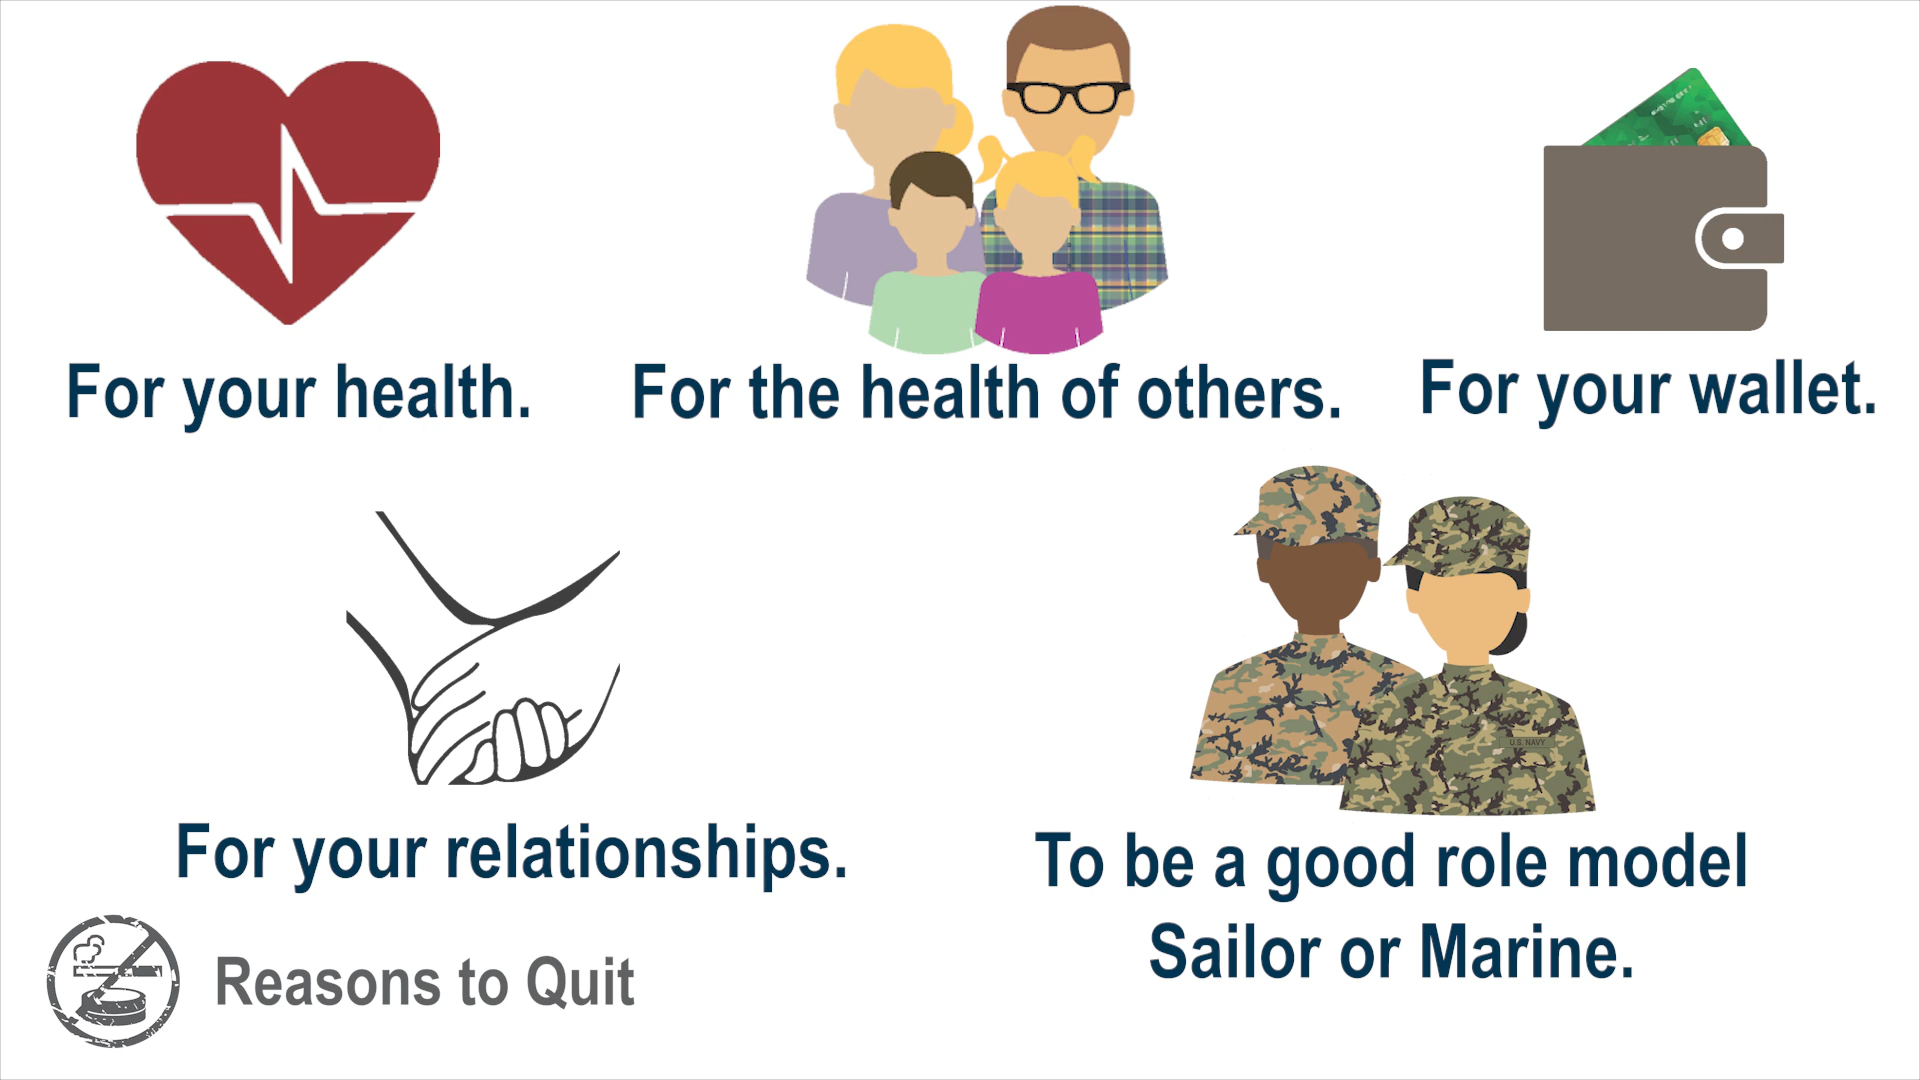 For your health.
For the health of others.
For your wallet.
For your relationships.
To be a good role model
Sailor or Marine.
U.S. NAVY
Reasons to Quit